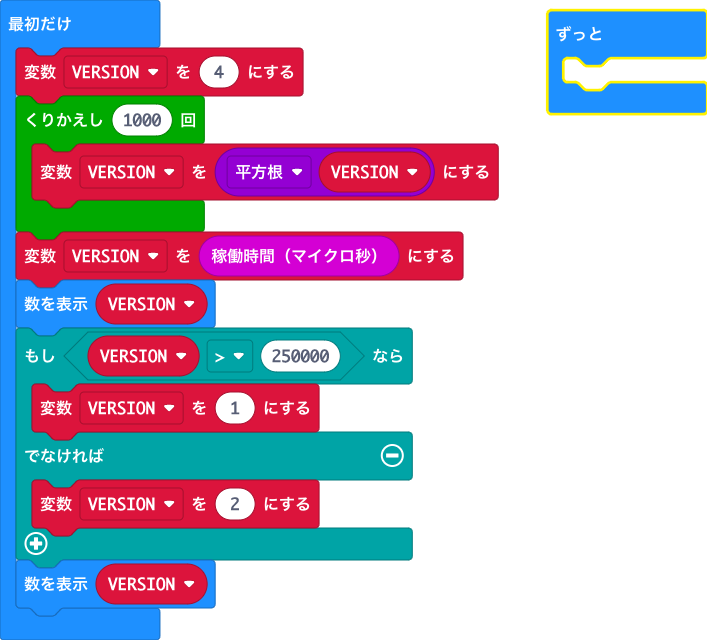 最初だけ
ずっと
変数 VERSION を 4 にする
くりかえし 1000 回
変数 VERSION を 平方根 VERSION にする
変数 VERSION を 稼働時間（マイクロ秒） にする
数を表示 VERSION
もし VERSION > 250000 なら
変数 VERSION を 1 にする
でなければ
変数 VERSION を 2 にする
数を表示 VERSION